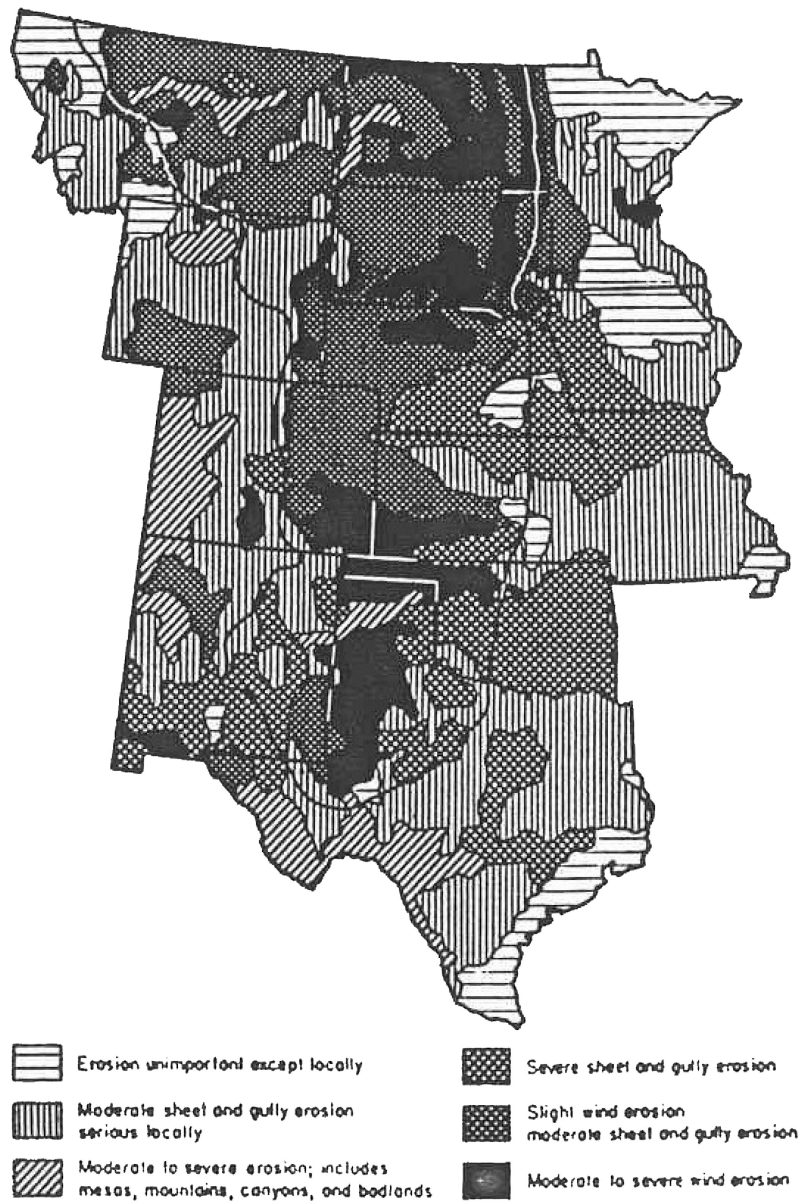 Erosion unimportant except locally
Moderate sheet and gully erosion
serious locally
Moderate to severe erosion; includes
mesas, mountains, canyons, and badlands
Severe sheet and gully erosion
Slight wind erosion
moderate sheet and gully erosion
Moderate to severe wind erosion